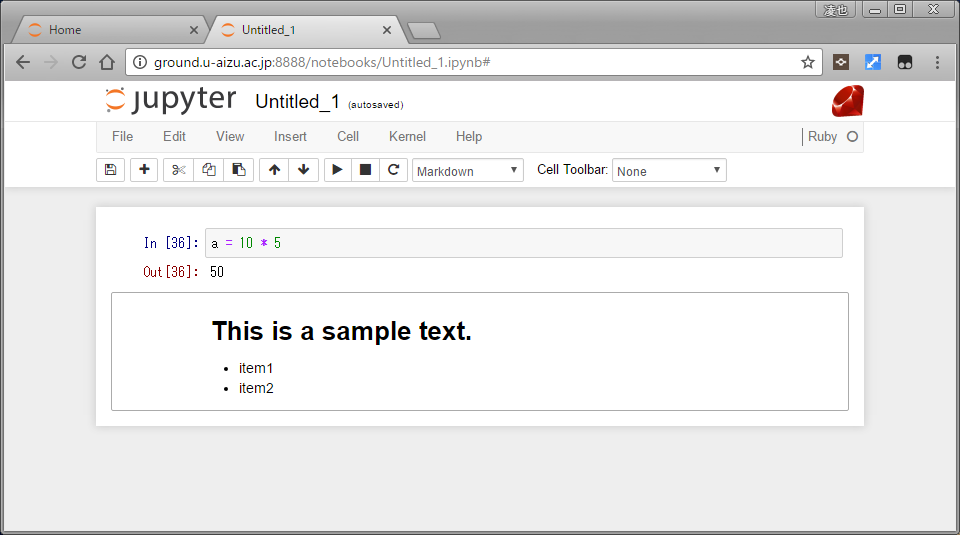 凌也
Home
Untitled_1
ground.u-aizu.ac.jp:8888/notebooks/Untitled_1.ipynb#
jupyter Untitled_1 (autosaved)
File Edit View Insert Cell Kernel Help Ruby
Markdown Cell Toolbar: None
In [36]: a = 10 * 5
Out[36]: 50
This is a sample text.
• item1
• item2